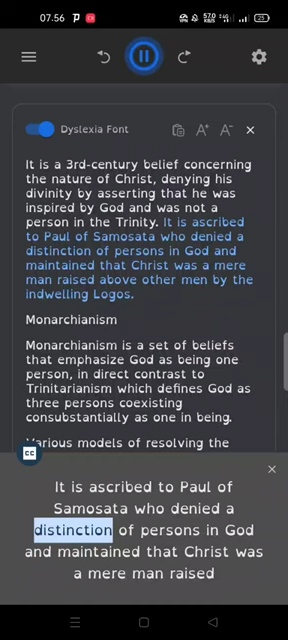 07.56
57.0
KB/s
25
Dyslexia Font
A+
A-
It is a 3rd-century belief concerning
the nature of Christ, denying his
divinity by asserting that he was
inspired by God and was not a
person in the Trinity. It is ascribed
to Paul of Samosata who denied a
distinction of persons in God and
maintained that Christ was a mere
man raised above other men by the
indwelling Logos.
Monarchianism
Monarchianism is a set of beliefs
that emphasize God as being one
person, in direct contrast to
Trinitarianism which defines God as
three persons coexisting
consubstantially as one in being.
Various models of resolving the
CC
It is ascribed to Paul of
Samosata who denied a
distinction of persons in God
and maintained that Christ was
a mere man raised